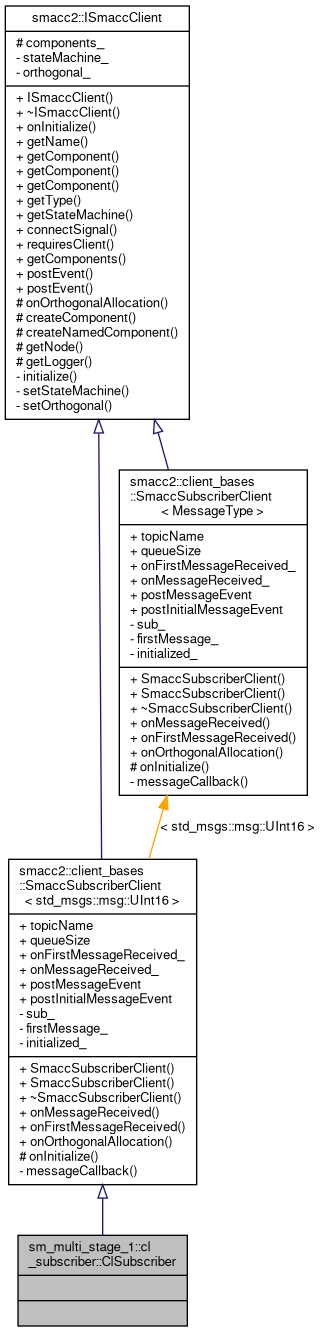 smacc2::ISmaccClient
# components_
- stateMachine_
- orthogonal_
+ ISmaccClient()
+ ~ISmaccClient()
+ onInitialize()
+ getName()
+ getComponent()
+ getComponent()
+ getComponent()
+ getType()
+ getStateMachine()
+ connectSignal()
+ requiresClient()
+ getComponents()
+ postEvent()
+ postEvent()
# onOrthogonalAllocation()
# createComponent()
# createNamedComponent()
# getNode()
# getLogger()
- initialize()
- setStateMachine()
- setOrthogonal()
smacc2::client_bases
::SmaccSubscriberClient
< MessageType >
+ topicName
+ queueSize
+ onFirstMessageReceived_
+ onMessageReceived_
+ postMessageEvent
+ postInitialMessageEvent
- sub_
- firstMessage_
- initialized_
+ SmaccSubscriberClient()
+ SmaccSubscriberClient()
+ ~SmaccSubscriberClient()
+ onMessageReceived()
+ onFirstMessageReceived()
+ onOrthogonalAllocation()
# onInitialize()
- messageCallback()
< std_msgs::msg::UInt16 >
smacc2::client_bases
::SmaccSubscriberClient
< std_msgs::msg::UInt16 >
+ topicName
+ queueSize
+ onFirstMessageReceived_
+ onMessageReceived_
+ postMessageEvent
+ postInitialMessageEvent
- sub_
- firstMessage_
- initialized_
+ SmaccSubscriberClient()
+ SmaccSubscriberClient()
+ ~SmaccSubscriberClient()
+ onMessageReceived()
+ onFirstMessageReceived()
+ onOrthogonalAllocation()
# onInitialize()
- messageCallback()
sm_multi_stage_1::cl
_subscriber::ClSubscriber